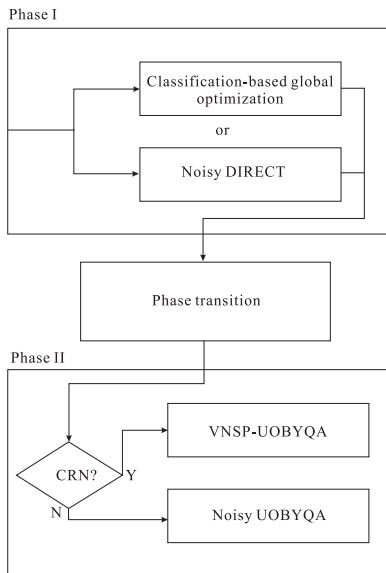 Phase I
Classification-based global
optimization
or
Noisy DIRECT
Phase transition
Phase II
VNSP-UOBYQA
CRN?
Y
N
Noisy UOBYQA